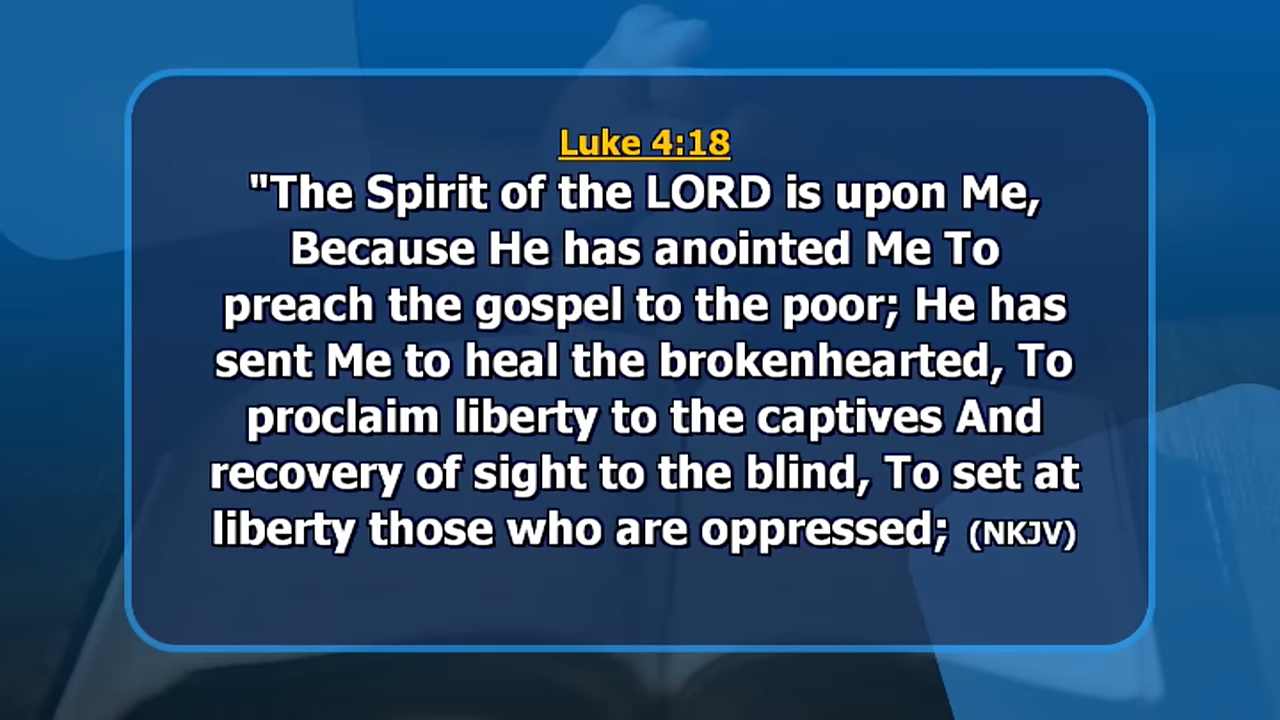 Luke 4:18
"The Spirit of the LORD is upon Me,
Because He has anointed Me To
preach the gospel to the poor; He has
sent Me to heal the brokenhearted, To
proclaim liberty to the captives And
recovery of sight to the blind, To set at
liberty those who are oppressed; (NKJV)